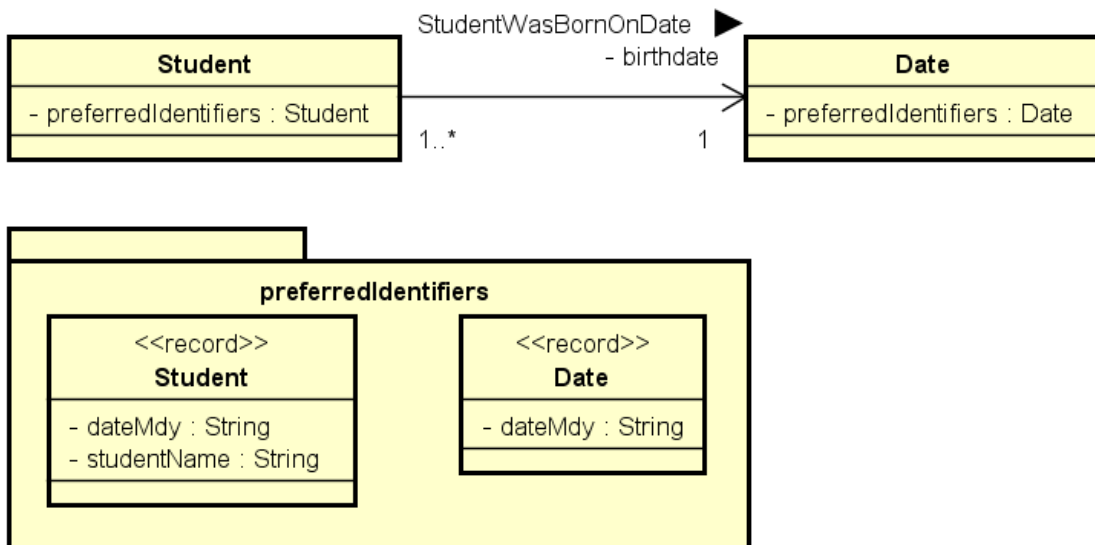 StudentWasBornOnDate
- birthdate
Student
- preferredIdentifiers : Student
1..*
1
Date
- preferredIdentifiers : Date
preferredIdentifiers
<<record>>
Student
- dateMdy : String
- studentName : String
<<record>>
Date
- dateMdy : String